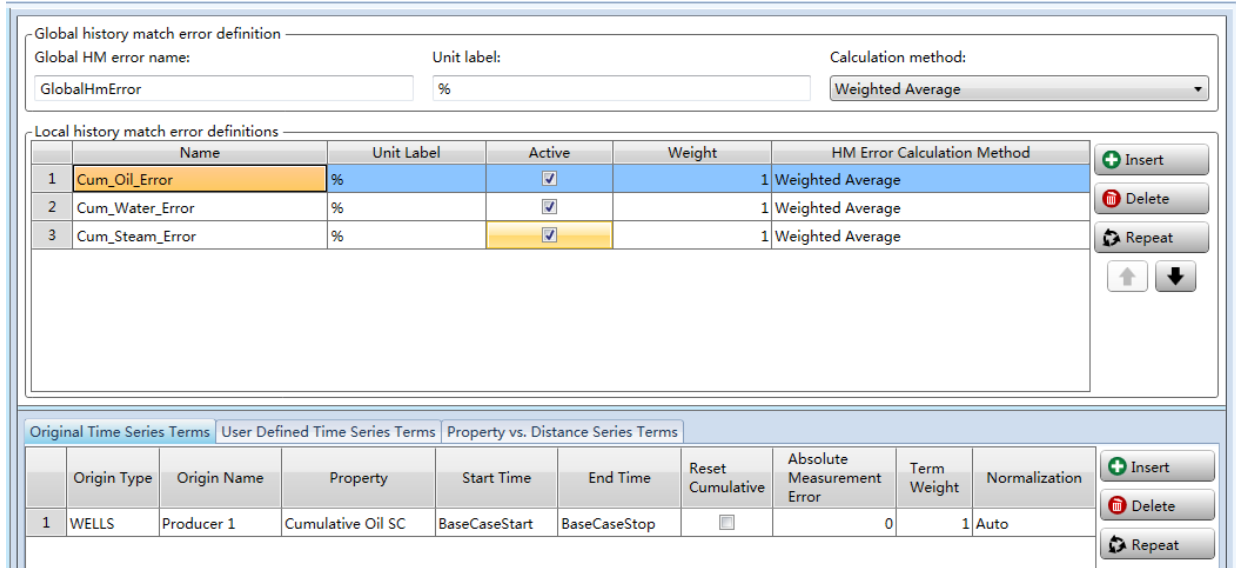 Global history match error definition
Global HM error name: Unit label: Calculation method:
GlobalHmError % Weighted Average
Local history match error definitions
Name Unit Label Active Weight HM Error Calculation Method
1 Cum_Oil_Error % 1 Weighted Average
2 Cum_Water_Error % 1 Weighted Average
3 Cum_Steam_Error % 1 Weighted Average
Insert
Delete
Repeat
Original Time Series Terms User Defined Time Series Terms Property vs. Distance Series Terms
Origin Type Origin Name Property Start Time End Time Reset Cumulative Absolute Measurement Error Term Weight Normalization
1 WELLS Producer 1 Cumulative Oil SC BaseCaseStart BaseCaseStop 0 1 Auto
Insert
Delete
Repeat